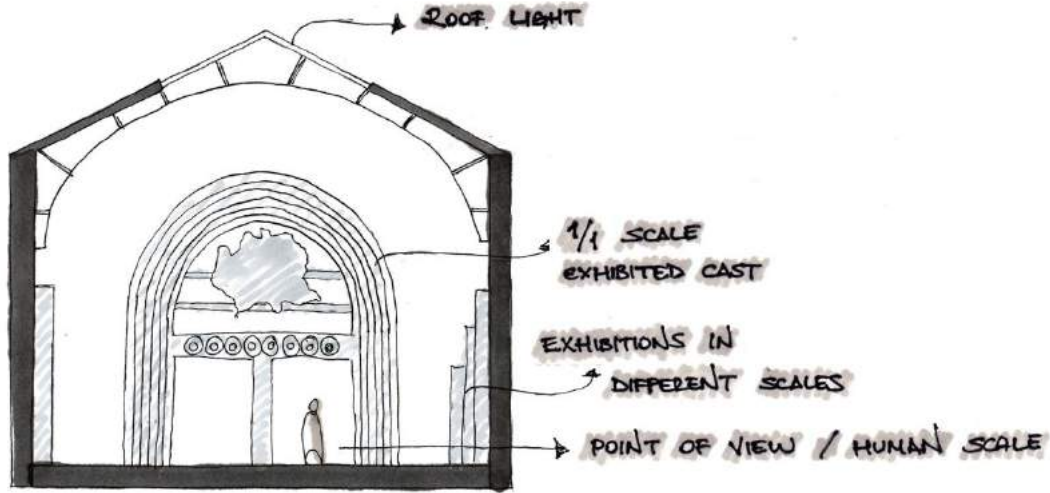 ROOF LIGHT
1/1 SCALE
EXHIBITED CAST
EXHIBITIONS IN
DIFFERENT SCALES
POINT OF VIEW / HUMAN SCALE